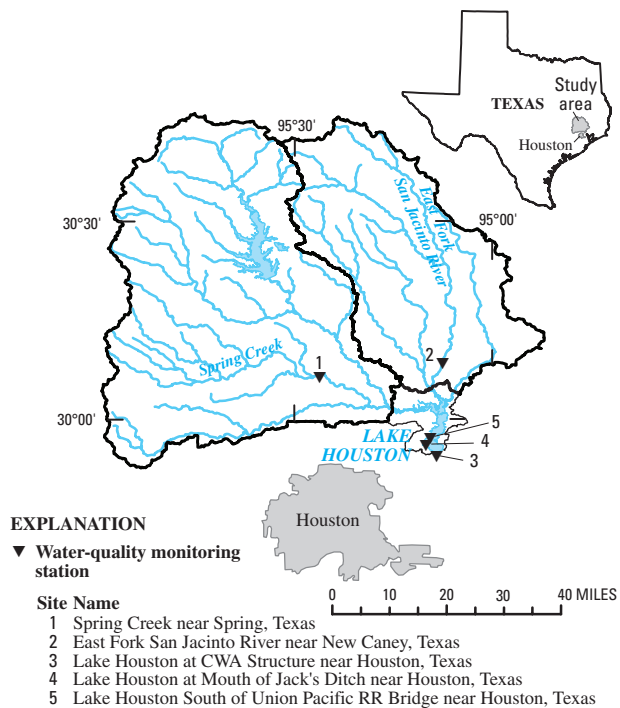 TEXAS
Study
area
Houston
95°30'
95°00'
30°30'
30°00'
East Fork
San Jacinto River
Spring Creek
1
2
5
4
3
LAKE
HOUSTON
Houston
EXPLANATION
▼ Water-quality monitoring
station
0 10 20 30 40 MILES
Site Name
1 Spring Creek near Spring, Texas
2 East Fork San Jacinto River near New Caney, Texas
3 Lake Houston at CWA Structure near Houston, Texas
4 Lake Houston at Mouth of Jack's Ditch near Houston, Texas
5 Lake Houston South of Union Pacific RR Bridge near Houston, Texas